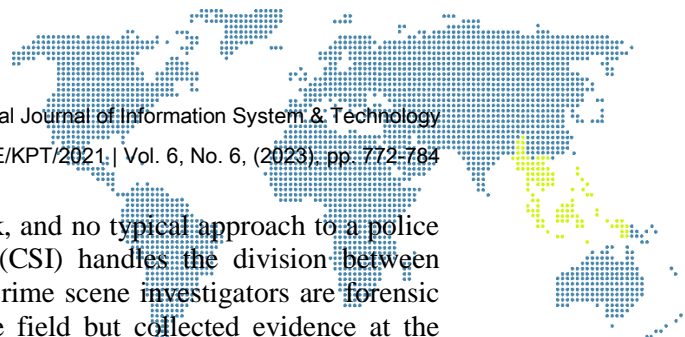 al Journal of Information System & Technology
E/KPT/2021 | Vol. 6, No. 6, (2023), pp. 772-784
k, and no typical approach to a police
(CSI) handles the division between
rime scene investigators are forensic
e field but collected evidence at the